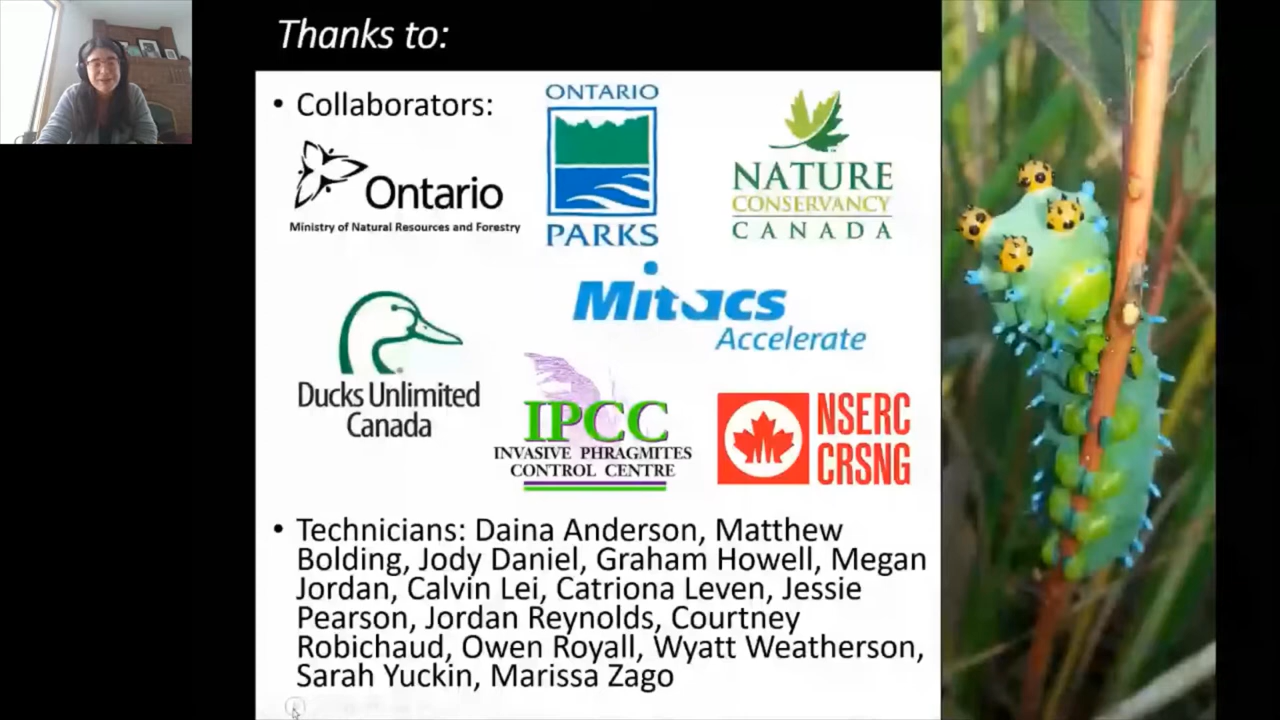 Thanks to:
• Collaborators:
Ontario
Ministry of Natural Resources and Forestry
ONTARIO
PARKS
NATURE
CONSERVANCY
CANADA
Mitacs
Accelerate
Ducks Unlimited
Canada
IPCC
INVASIVE PHRAGMITES
CONTROL CENTRE
NSERC
CRSNG
• Technicians: Daina Anderson, Matthew
Bolding, Jody Daniel, Graham Howell, Megan
Jordan, Calvin Lei, Catriona Leven, Jessie
Pearson, Jordan Reynolds, Courtney
Robichaud, Owen Royall, Wyatt Weatherson,
Sarah Yuckin, Marissa Zago